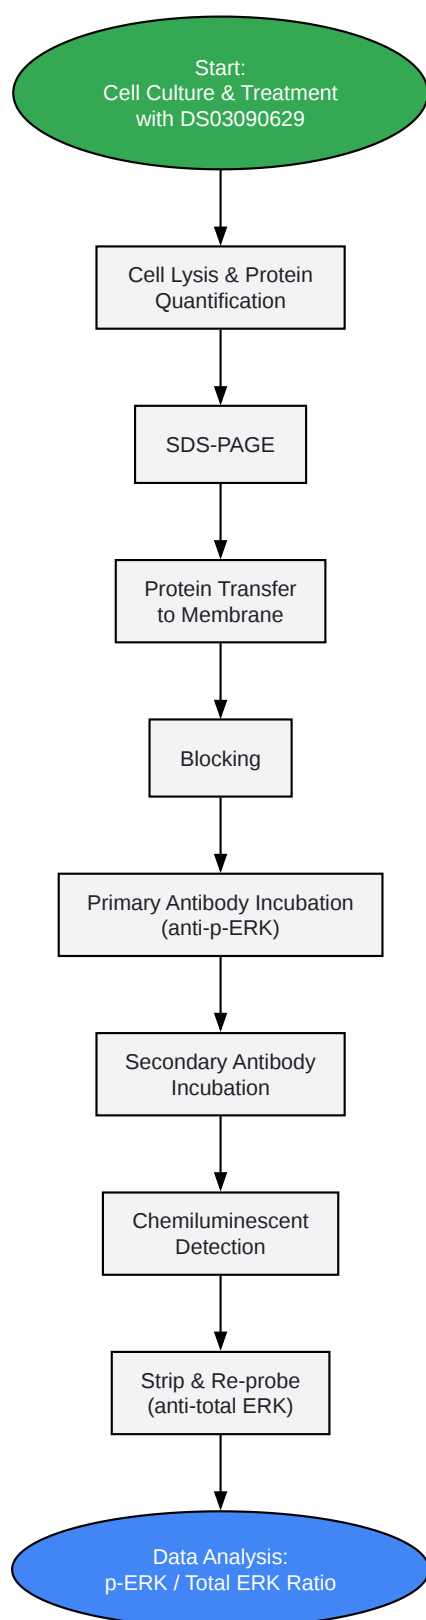 Start:
Cell Culture & Treatment
with DS03090629
Cell Lysis & Protein
Quantification
SDS-PAGE
Protein Transfer
to Membrane
Blocking
Primary Antibody Incubation
(anti-p-ERK)
Secondary Antibody
Incubation
Chemiluminescent
Detection
Strip & Re-probe
(anti-total ERK)
Data Analysis:
p-ERK / Total ERK Ratio